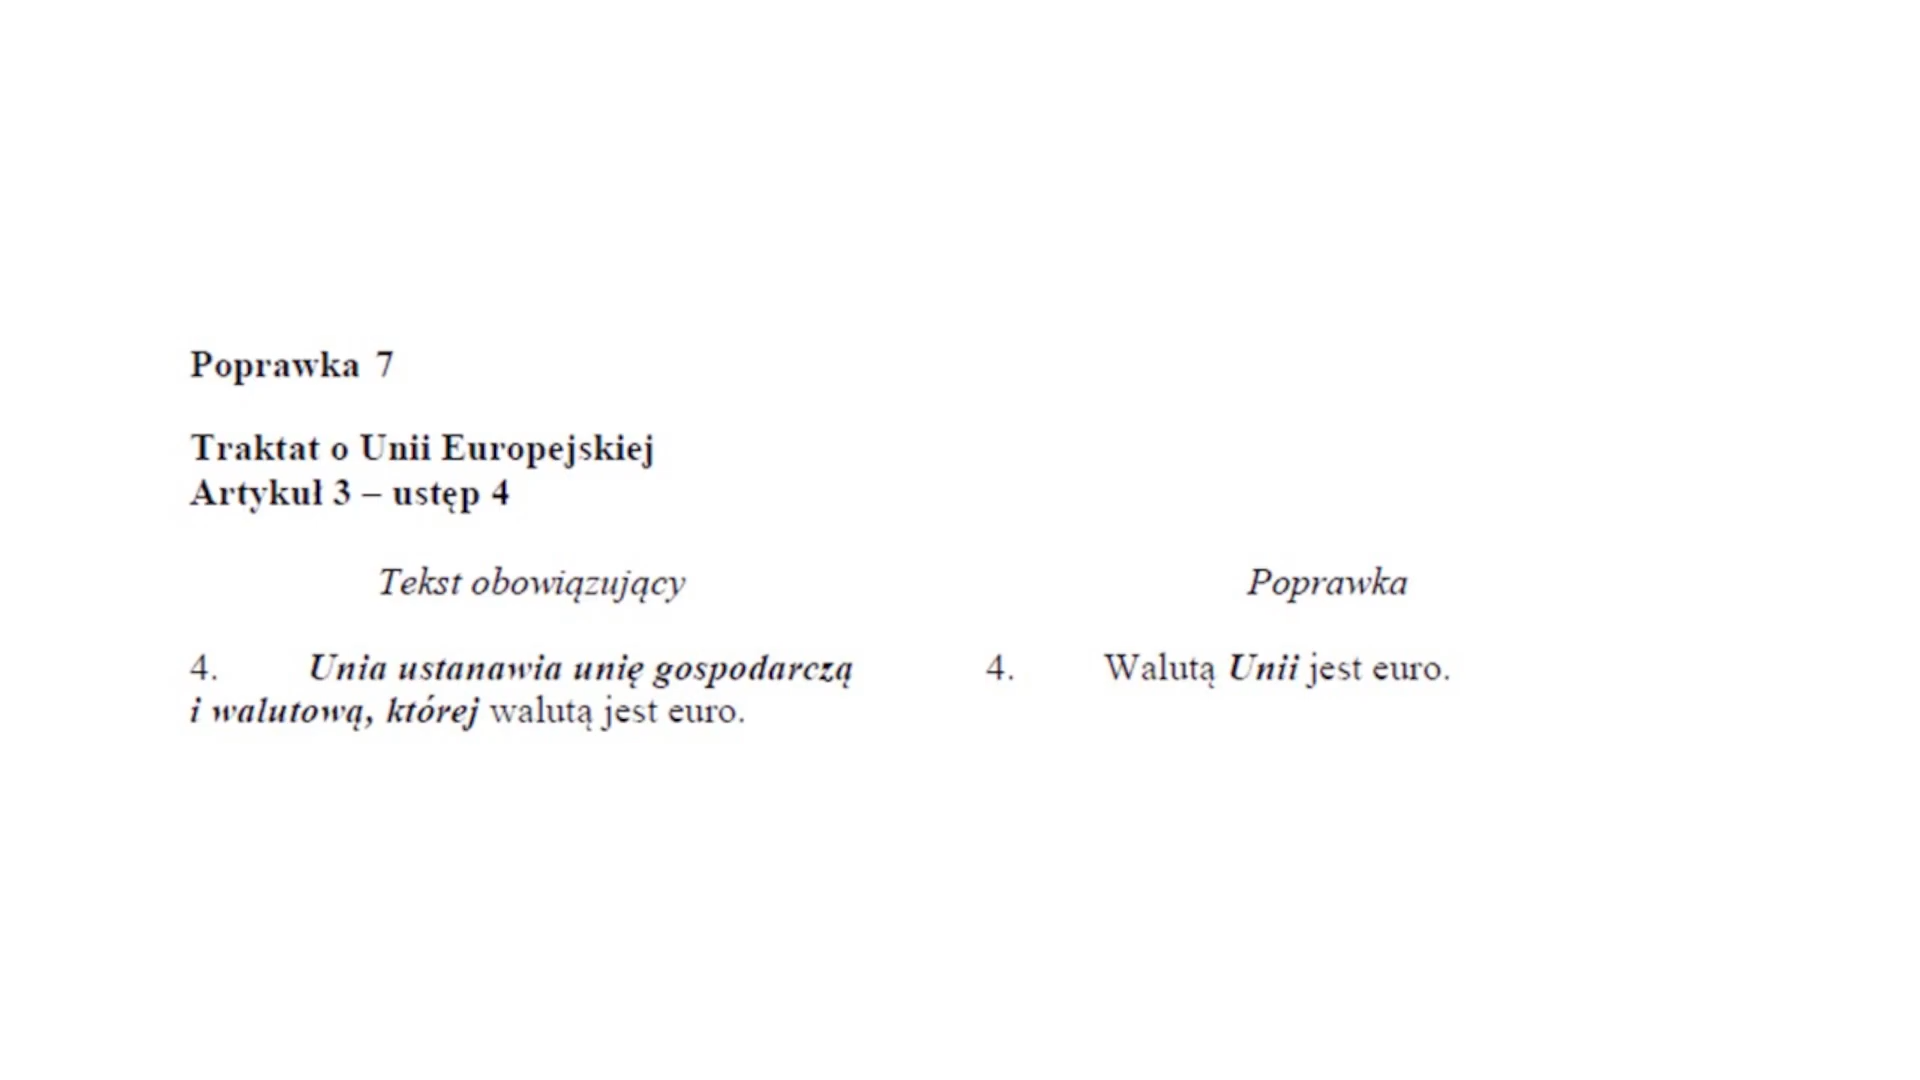 Poprawka 7
Traktat o Unii Europejskiej
Artykuł 3 – ustęp 4
Tekst obowiązujący
Poprawka
4. Unia ustanawia unię gospodarczą
i walutową, której walutą jest euro.
4. Walutą Unii jest euro.